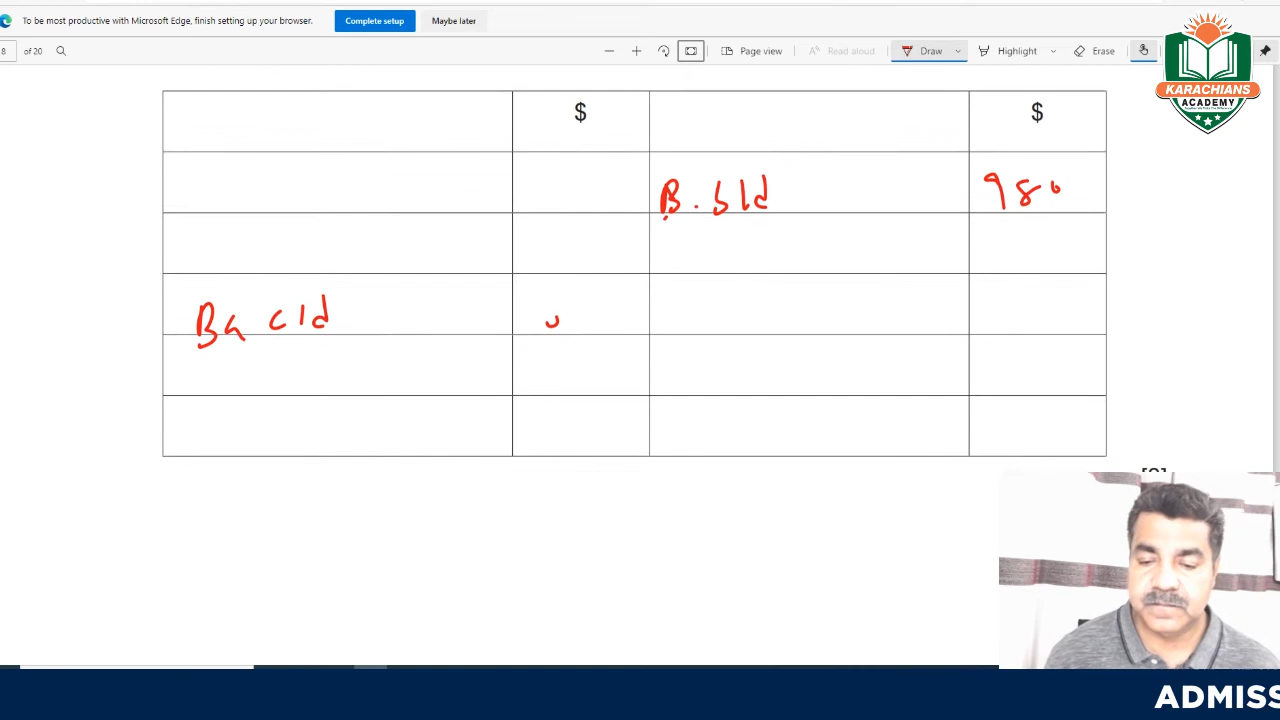 To be most productive with Microsoft Edge, finish setting up your browser. Complete setup Maybe later
8 of 20 Page view Read aloud Draw Highlight Erase
KARACHIANS
ACADEMY
$ $
B. b/d 980
Ba c/d
ADMISS